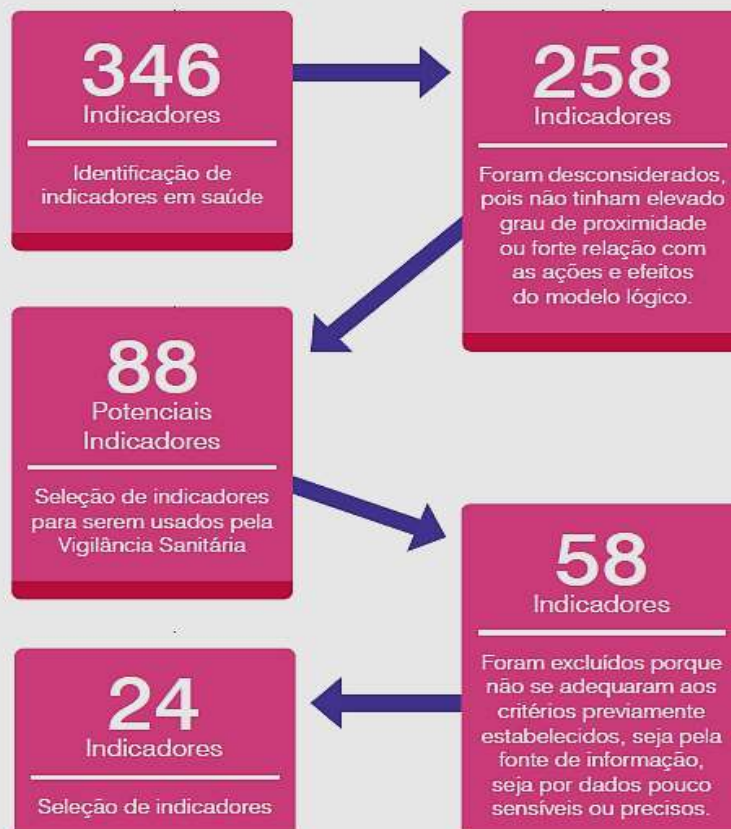 346
Indicadores
Identificação de
indicadores em saúde
258
Indicadores
Foram desconsiderados,
pois não tinham elevado
grau de proximidade
ou forte relação com
as ações e efeitos
do modelo lógico.
88
Potenciais
Indicadores
Seleção de indicadores
para serem usados pela
Vigilância Sanitária
58
Indicadores
Foram excluídos porque
não se adequaram aos
critérios previamente
estabelecidos, seja pela
fonte de informação,
seja por dados pouco
sensíveis ou precisos.
24
Indicadores
Seleção de indicadores